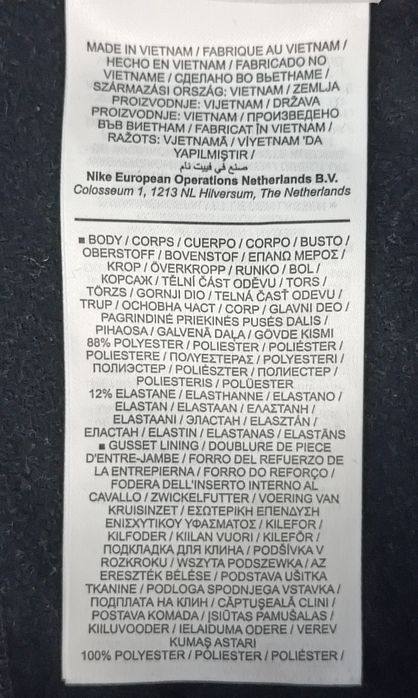 MADE IN VIETNAM / FABRIQUE AU VIETNAM /
HECHO EN VIETNAM / FABRICADO NO
VIETNAME / СДЕЛАНО ВО ВЬЕТНАМЕ /
SZÁRMAZÁSI ORSZÁG: VIETNAM / ZEMLJA
PROIZVODNJE: VIJETNAM / DRŽAVA
PROIZVODNJE: VIETNAM / ПРОИЗВЕДЕНО
ВЪВ ВИЕТНАМ / FABRICAT ÎN VIETNAM /
RAŽOTS: VJETNAMĀ / VİYETNAM 'DA
YAPILMIŞTIR /
صنع في فييت نام
Nike European Operations Netherlands B.V.
Colosseum 1, 1213 NL Hilversum, The Netherlands
■ BODY / CORPS / CUERPO / CORPO / BUSTO /
OBERSTOFF / BOVENSTOF / ΕΠΑΝΩ ΜΕΡΟΣ /
KROP / ÖVERKROPP / RUNKO / BOL /
КОРСАЖ / TĚLNÍ ČÁST ODĚVU / TORS /
TÖRZS / GORNJI DIO / TELNÁ ČASŤ ODEVU /
TRUP / ОСНОВНА ЧАСТ / CORP / GLAVNI DEO /
PAGRINDINĖ PRIEKINĖS PUSĖS DALIS /
PIHAOSA / GALVENĀ DAĻA / GÖVDE KISMI
88% POLYESTER / POLIESTER / POLIÉSTER /
POLIESTERE / ΠΟΛΥΕΣΤΕΡΑΣ / POLYESTERI /
ПОЛИЭСТЕР / POLIÉSZTER / ПОЛИЕСТЕР /
POLIESTERIS / POLÜESTER
12% ELASTANE / ELASTHANNE / ELASTANO /
ELASTAN / ELASTAAN / ΕΛΑΣΤΑΝΗ /
ELASTAANI / ЭЛАСТАН / ELASZTÁN /
ЕЛАСТАН / ELASTIN / ELASTANAS / ELASTĀNS
■ GUSSET LINING / DOUBLURE DE PIECE
D'ENTRE-JAMBE / FORRO DEL REFUERZO DE
LA ENTREPIERNA / FORRO DO REFORÇO /
FODERA DELL'INSERTO INTERNO AL
CAVALLO / ZWICKELFUTTER / VOERING VAN
KRUISINZET / ΕΣΩΤΕΡΙΚΗ ΕΠΕΝΔΥΣΗ
ΕΝΙΣΧΥΤΙΚΟΥ ΥΦΑΣΜΑΤΟΣ / KILEFOR /
KILFODER / KIILAN VUORI / KILEFÔR /
ПОДКЛАДКА ДЛЯ КЛИНА / PODŠÍVKA V
ROZKROKU / WSZYTA PODSZEWKA / AZ
ERESZTÉK BÉLÉSE / PODSTAVA UŠITKA
TKANINE / PODLOGA SPODNJEGA VSTAVKA /
ПОДПЛАТА НА КЛИН / CĂPTUŞEALĂ CLINI /
POSTAVA KOMADA / ĮSIŪTAS PAMUŠALAS /
KIILUVOODER / IELAIDUMA ODERE / VEREV
KUMAŞ ASTARI
100% POLYESTER / POLIESTER / POLIÉSTER /